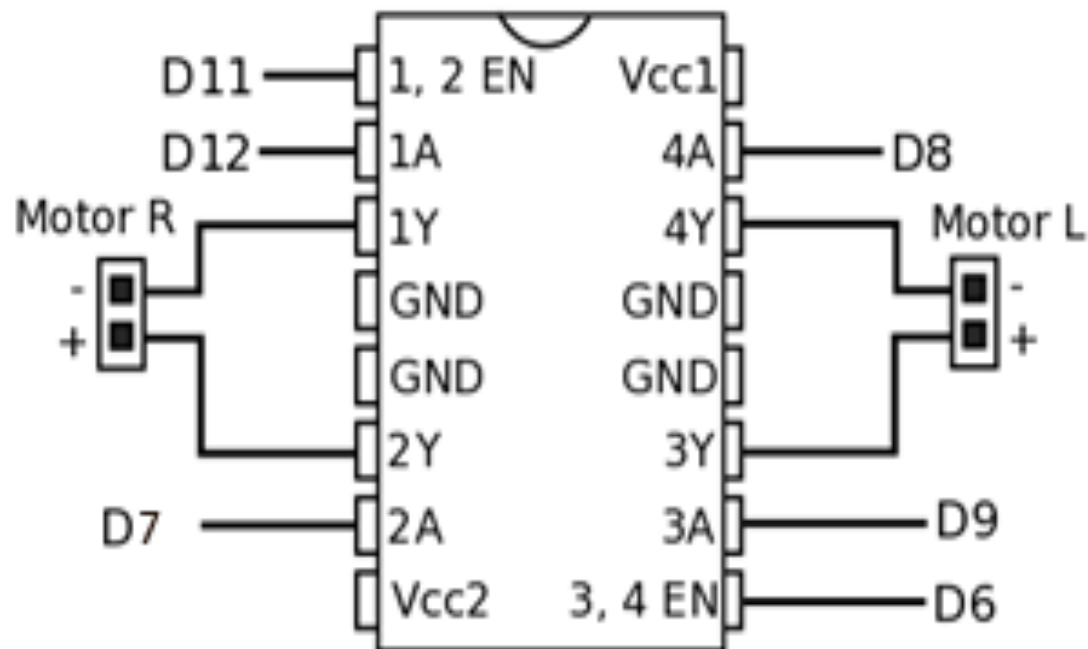 D11 1, 2 EN Vcc1
D12 1A 4A D8
Motor R 1Y 4Y Motor L
- GND GND -
+ GND GND +
2Y 3Y
D7 2A 3A D9
Vcc2 3, 4 EN D6